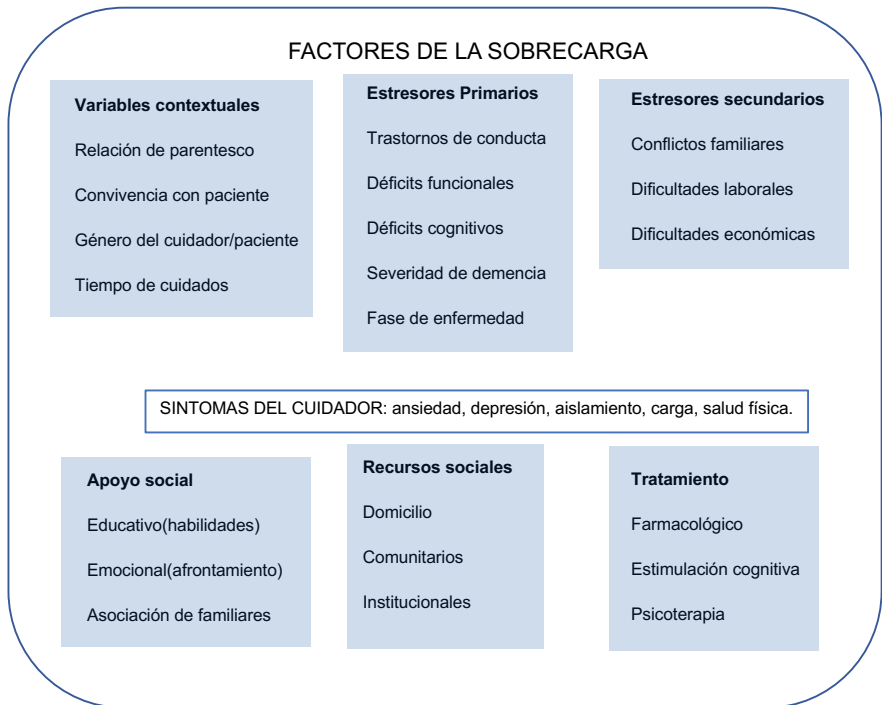 FACTORES DE LA SOBRECARGA
Variables contextuales
Relación de parentesco
Convivencia con paciente
Género del cuidador/paciente
Tiempo de cuidados
Estresores Primarios
Trastornos de conducta
Déficits funcionales
Déficits cognitivos
Severidad de demencia
Fase de enfermedad
Estresores secundarios
Conflictos familiares
Dificultades laborales
Dificultades económicas
SINTOMAS DEL CUIDADOR: ansiedad, depresión, aislamiento, carga, salud física.
Apoyo social
Educativo(habilidades)
Emocional(afrontamiento)
Asociación de familiares
Recursos sociales
Domicilio
Comunitarios
Institucionales
Tratamiento
Farmacológico
Estimulación cognitiva
Psicoterapia